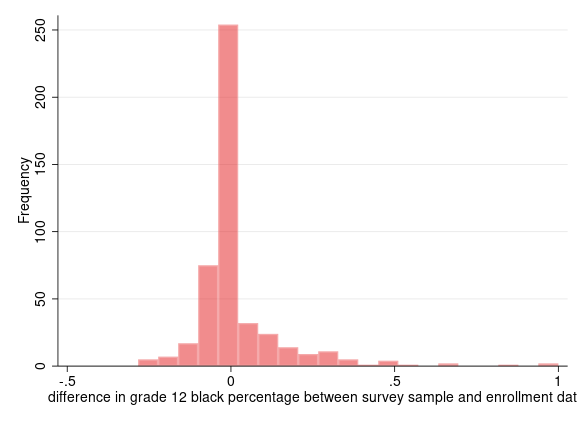 250
200
150
100
50
0
Frequency
-.5 0 .5 1
difference in grade 12 black percentage between survey sample and enrollment dat